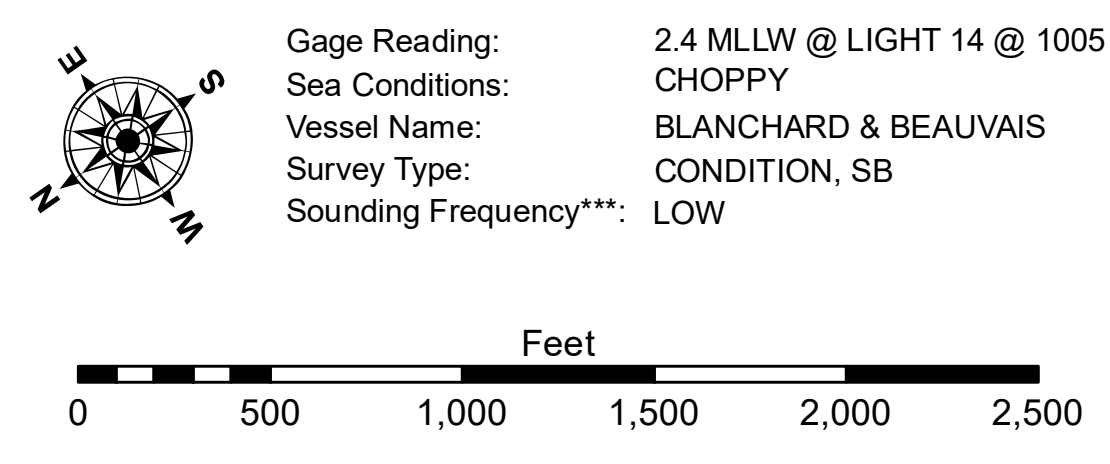 E
S
N
W
Gage Reading: 2.4 MLLW @ LIGHT 14 @ 1005
Sea Conditions: CHOPPY
Vessel Name: BLANCHARD & BEAUVAIS
Survey Type: CONDITION, SB
Sounding Frequency***: LOW
Feet
0 500 1,000 1,500 2,000 2,500